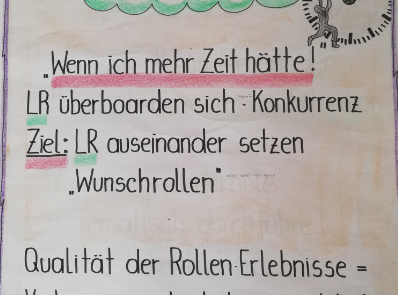 „Wenn ich mehr Zeit hätte!
LR überboarden sich - Konkurrenz
Ziel: LR auseinander setzen
„Wunschrollen"
Qualität der Rollen-Erlebnisse =